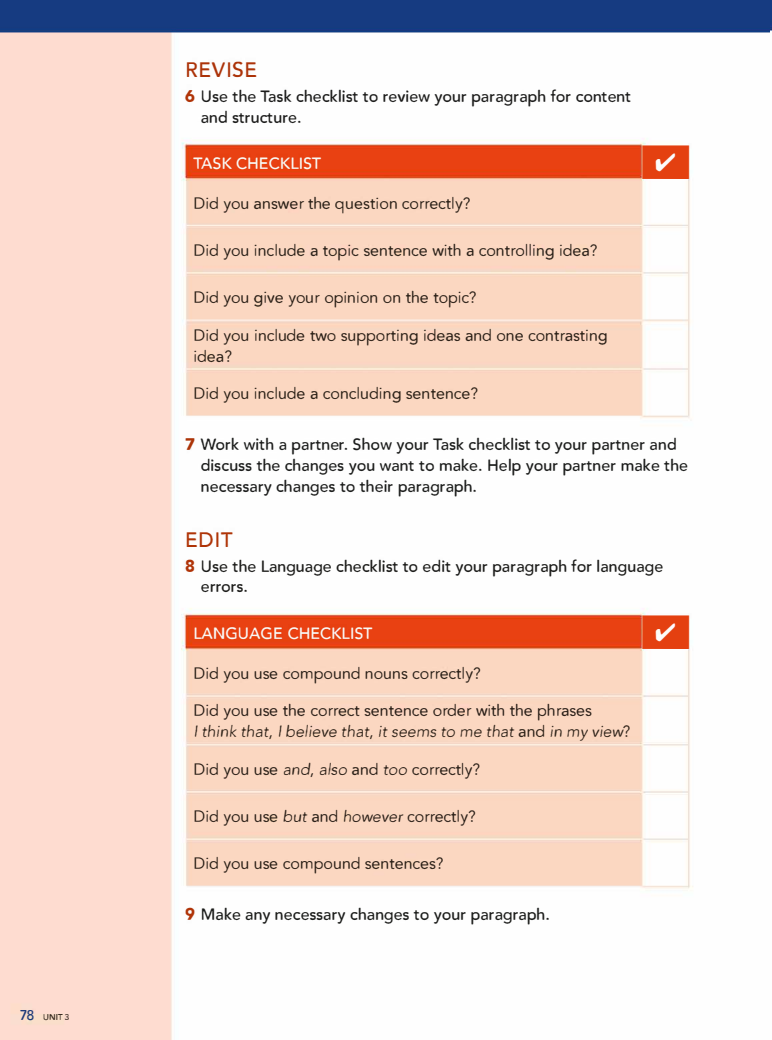 REVISE
6 Use the Task checklist to review your paragraph for content
and structure.
TASK CHECKLIST ✔
Did you answer the question correctly?
Did you include a topic sentence with a controlling idea?
Did you give your opinion on the topic?
Did you include two supporting ideas and one contrasting
idea?
Did you include a concluding sentence?
7 Work with a partner. Show your Task checklist to your partner and
discuss the changes you want to make. Help your partner make the
necessary changes to their paragraph.
EDIT
8 Use the Language checklist to edit your paragraph for language
errors.
LANGUAGE CHECKLIST ✔
Did you use compound nouns correctly?
Did you use the correct sentence order with the phrases
I think that, I believe that, it seems to me that and in my view?
Did you use and, also and too correctly?
Did you use but and however correctly?
Did you use compound sentences?
9 Make any necessary changes to your paragraph.
78 UNIT 3